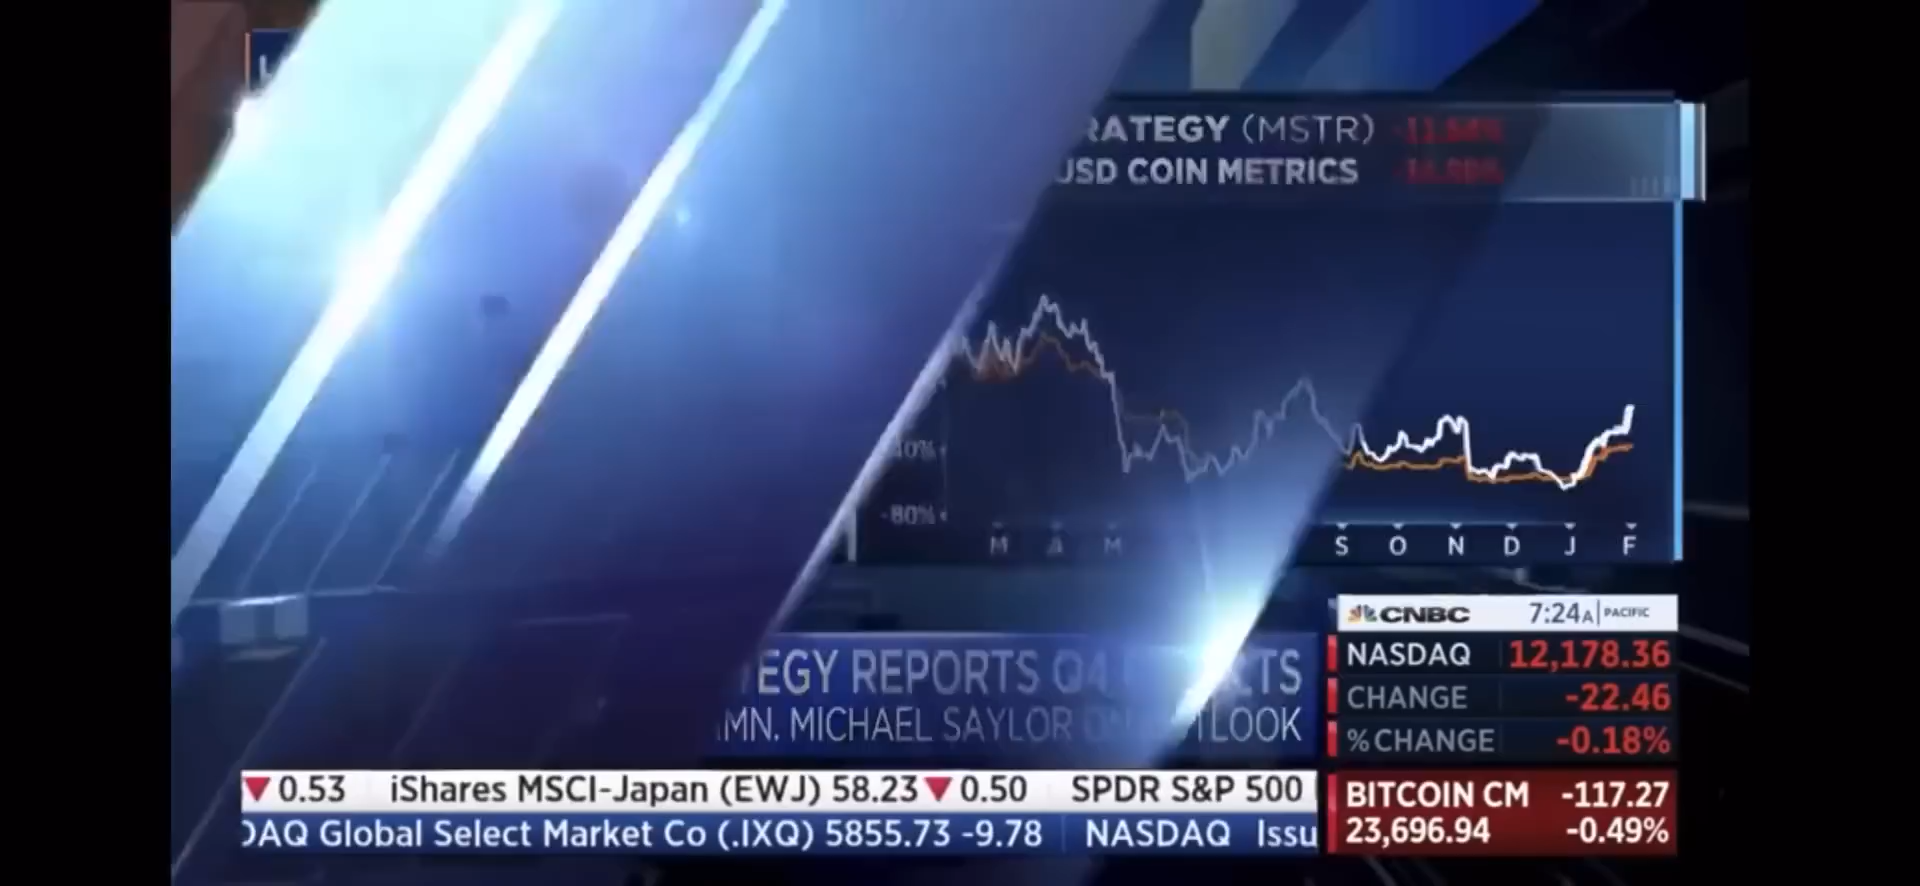 RATEGY (MSTR)
USD COIN METRICS
40%
-80%
M A M S O N D J F
CNBC 7:24A PACIFIC
TEGY REPORTS Q4
MN. MICHAEL SAYLOR
NASDAQ 12,178.36
CHANGE -22.46
% CHANGE -0.18%
BITCOIN CM -117.27
23,696.94 -0.49%
▼0.53 iShares MSCI-Japan (EWJ) 58.23▼0.50 SPDR S&P 500
DAQ Global Select Market Co (.IXQ) 5855.73 -9.78 NASDAQ Issu